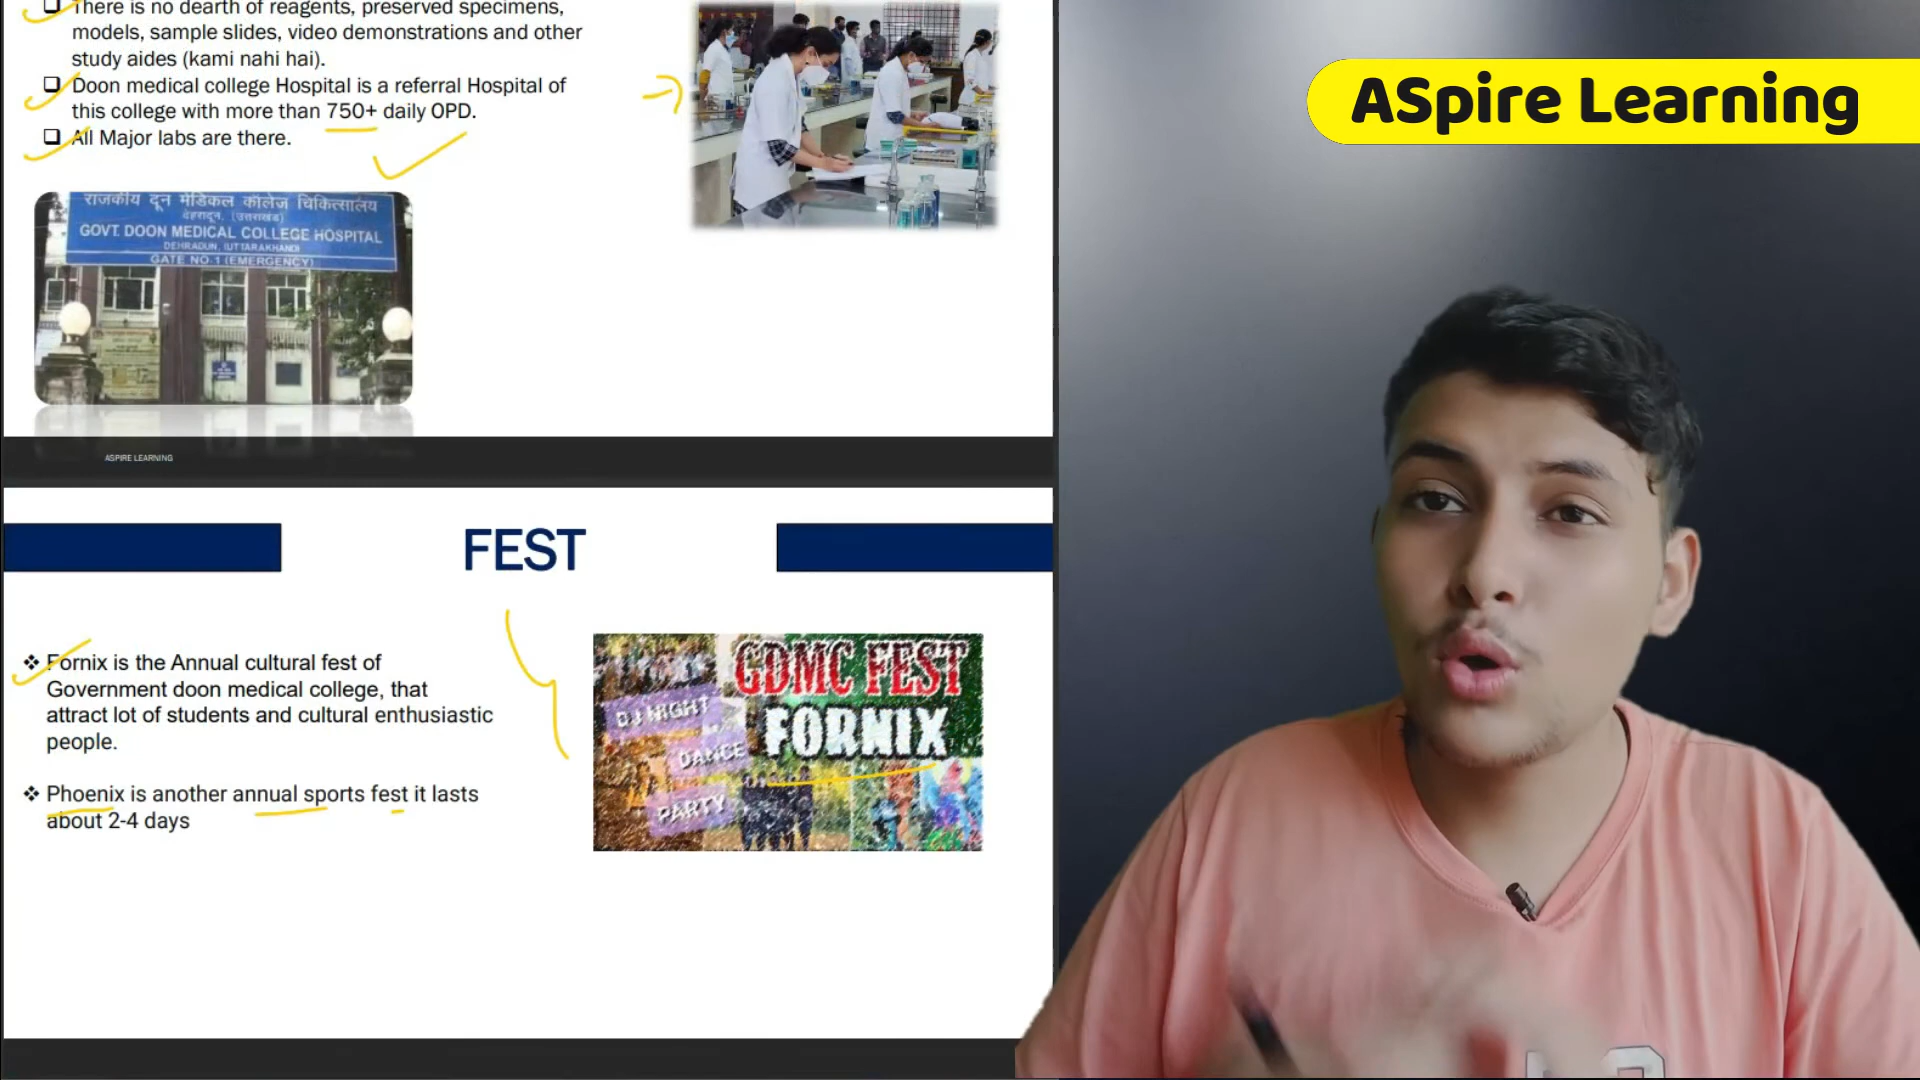 There is no dearth of reagents, preserved specimens,
models, sample slides, video demonstrations and other
study aides (kami nahi hai).
Doon medical college Hospital is a referral Hospital of
this college with more than 750+ daily OPD.
All Major labs are there.
राजकीय दून मेडिकल कॉलेज चिकित्सालय
देहरादून, (उत्तराखंड)
GOVT. DOON MEDICAL COLLEGE HOSPITAL
DEHRADUN, (UTTARAKHAND)
GATE NO.1 (EMERGENCY)
ASPIRE LEARNING
ASpire Learning
FEST
Fornix is the Annual cultural fest of
Government doon medical college, that
attract lot of students and cultural enthusiastic
people.
Phoenix is another annual sports fest it lasts
about 2-4 days
GDMC FEST
DJ NIGHT
FORNIX
DANCE
PARTY